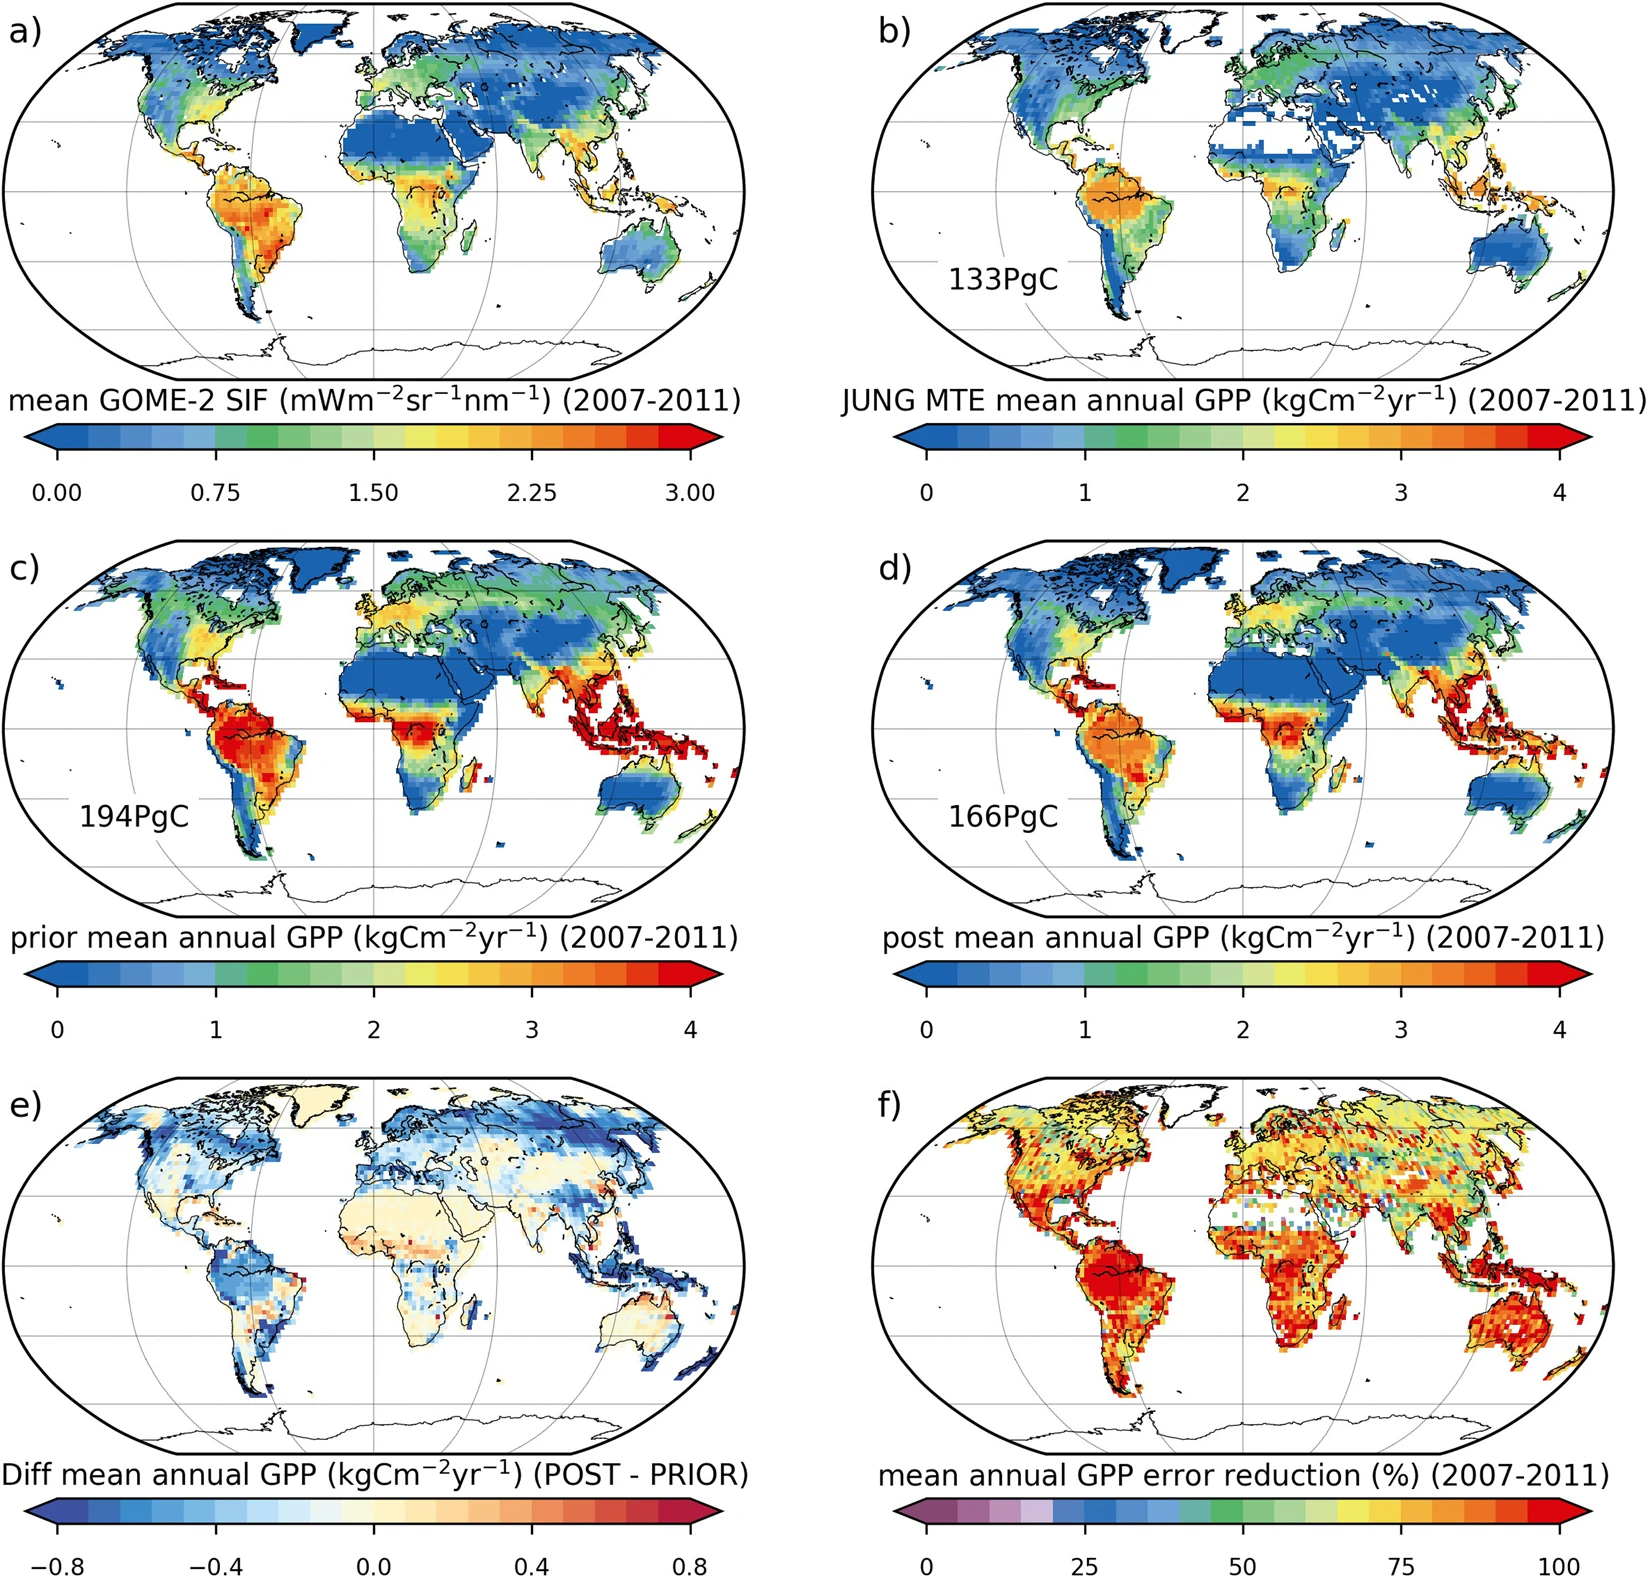 a)
b)
133PgC
mean GOME-2 SIF (mWm⁻²sr⁻¹nm⁻¹) (2007-2011)
JUNG MTE mean annual GPP (kgCm⁻²yr⁻¹) (2007-2011)
0.00 0.75 1.50 2.25 3.00
0 1 2 3 4
c)
d)
194PgC
166PgC
prior mean annual GPP (kgCm⁻²yr⁻¹) (2007-2011)
post mean annual GPP (kgCm⁻²yr⁻¹) (2007-2011)
0 1 2 3 4
0 1 2 3 4
e)
f)
Diff mean annual GPP (kgCm⁻²yr⁻¹) (POST - PRIOR)
mean annual GPP error reduction (%) (2007-2011)
−0.8 −0.4 0.0 0.4 0.8
0 25 50 75 100